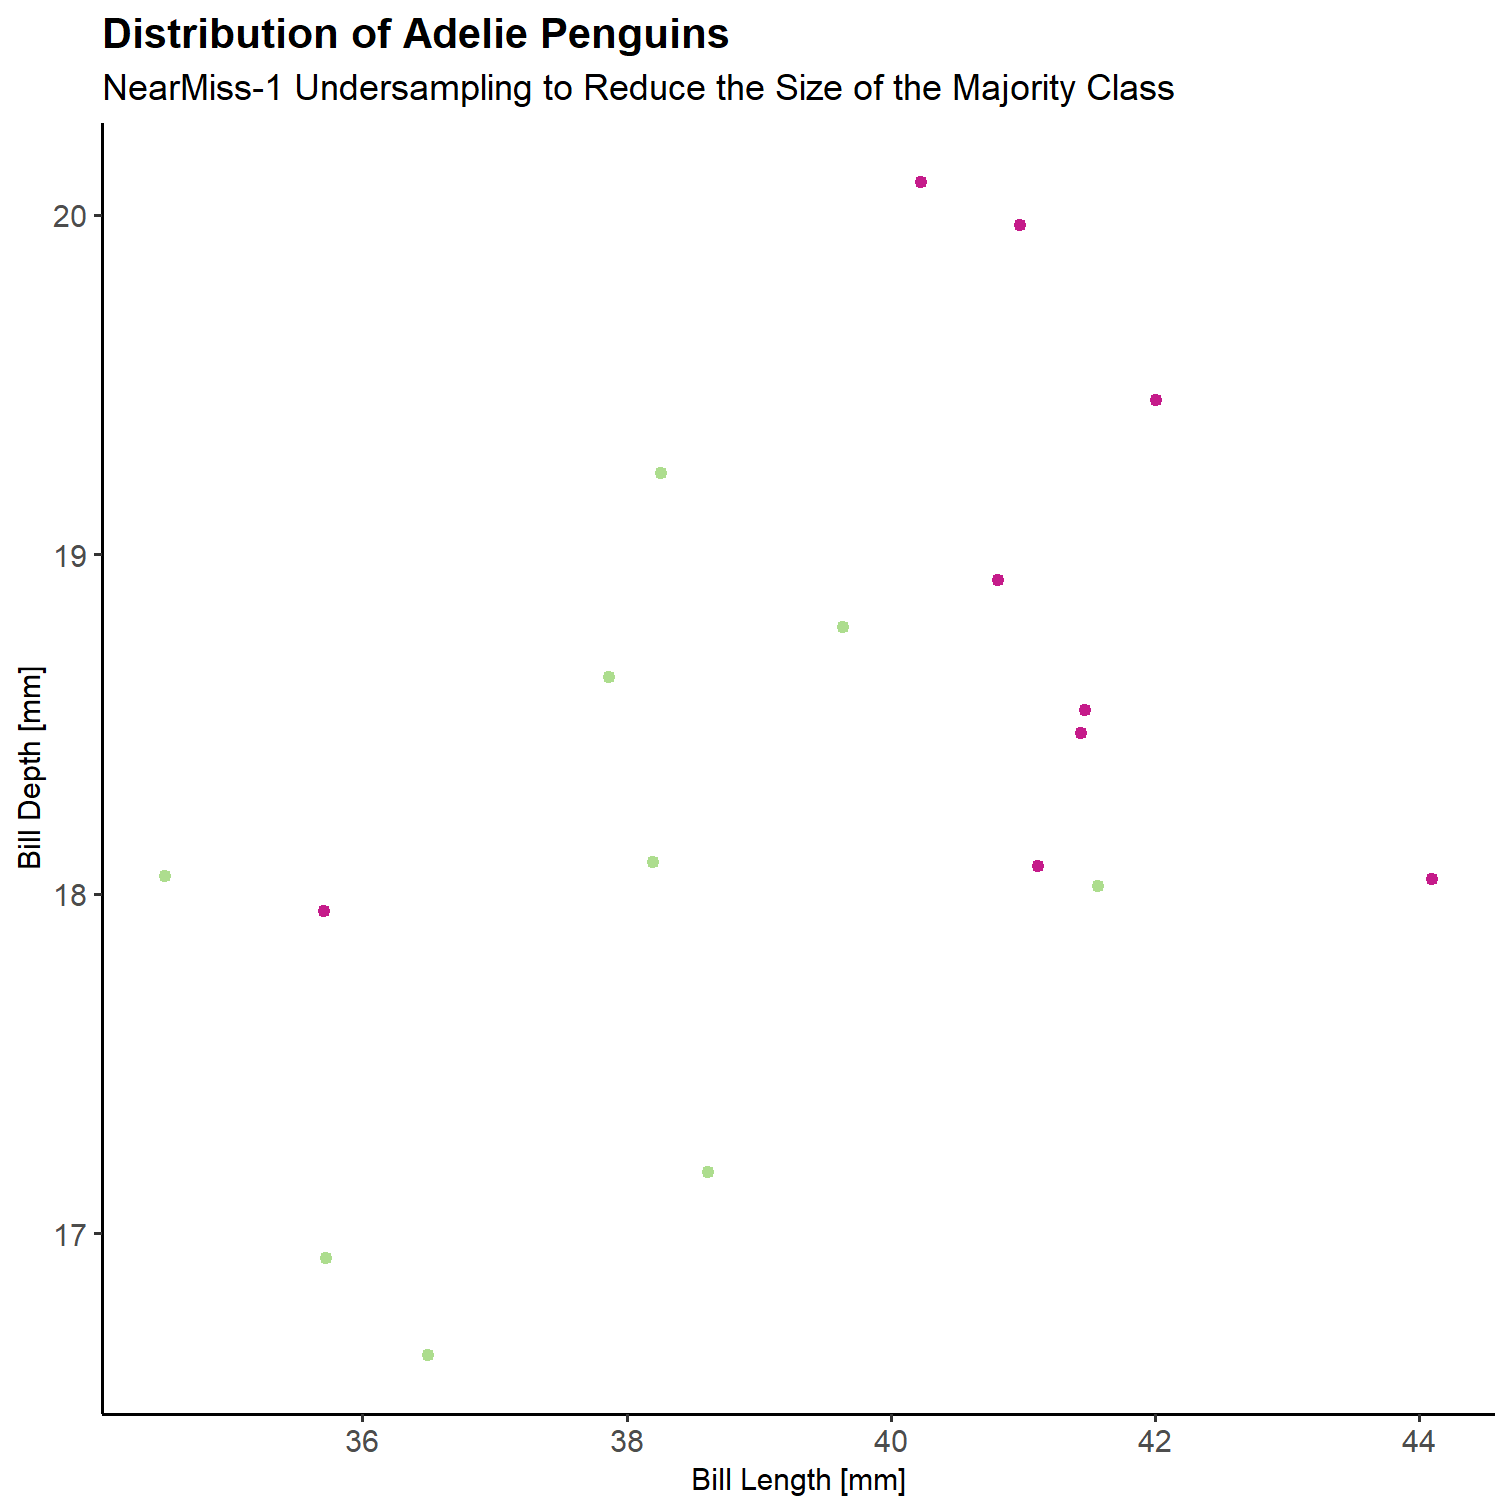 Distribution of Adelie Penguins
NearMiss-1 Undersampling to Reduce the Size of the Majority Class
20
19
18
17
Bill Depth [mm]
36 38 40 42 44
Bill Length [mm]